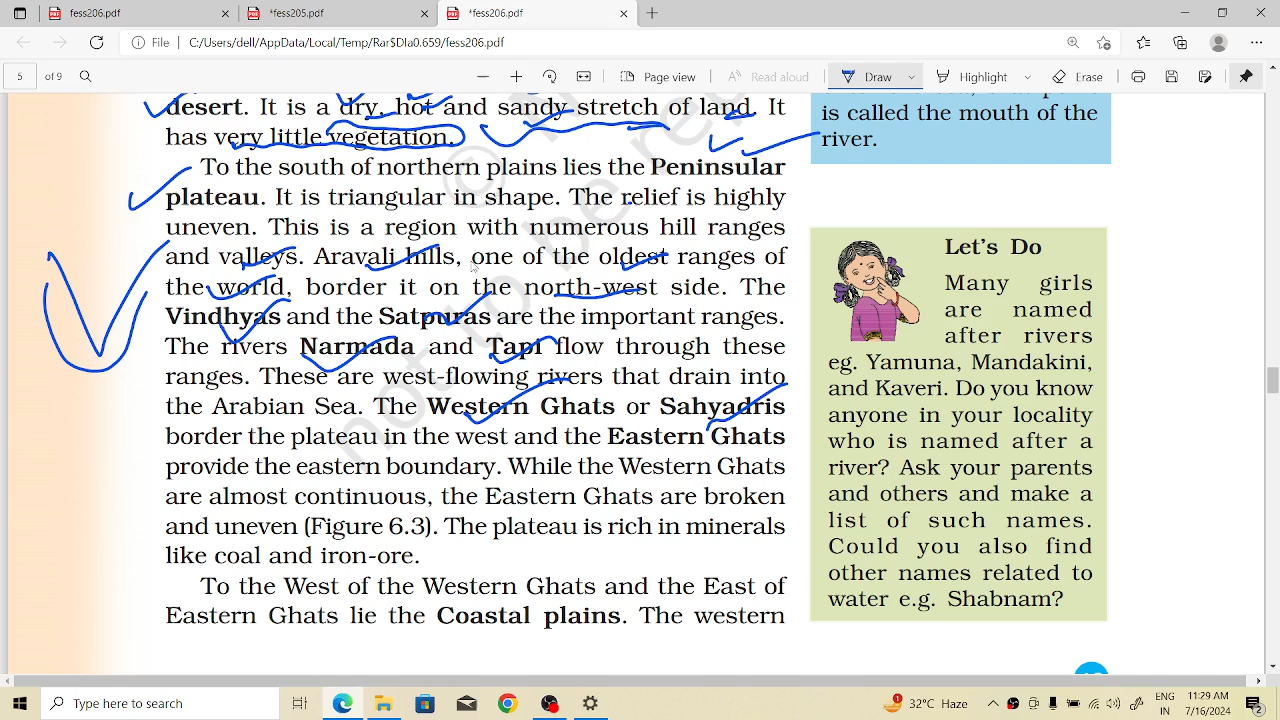 fess206.pdf
*fess205.pdf
*fess206.pdf
File C:/Users/dell/AppData/Local/Temp/Rar$DIa0.659/fess206.pdf
5 of 9 Page view Read aloud Draw Highlight Erase
desert. It is a dry, hot and sandy stretch of land. It
has very little vegetation.
To the south of northern plains lies the Peninsular
plateau. It is triangular in shape. The relief is highly
uneven. This is a region with numerous hill ranges
and valleys. Aravali hills, one of the oldest ranges of
the world, border it on the north-west side. The
Vindhyas and the Satpuras are the important ranges.
The rivers Narmada and Tapi flow through these
ranges. These are west-flowing rivers that drain into
the Arabian Sea. The Western Ghats or Sahyadris
border the plateau in the west and the Eastern Ghats
provide the eastern boundary. While the Western Ghats
are almost continuous, the Eastern Ghats are broken
and uneven (Figure 6.3). The plateau is rich in minerals
like coal and iron-ore.
To the West of the Western Ghats and the East of
Eastern Ghats lie the Coastal plains. The western
is called the mouth of the
river.
Let's Do
Many girls
are named
after rivers
eg. Yamuna, Mandakini,
and Kaveri. Do you know
anyone in your locality
who is named after a
river? Ask your parents
and others and make a
list of such names.
Could you also find
other names related to
water e.g. Shabnam?
not to be rep
Type here to search
32°C Haze
ENG
IN
11:29 AM
7/16/2024